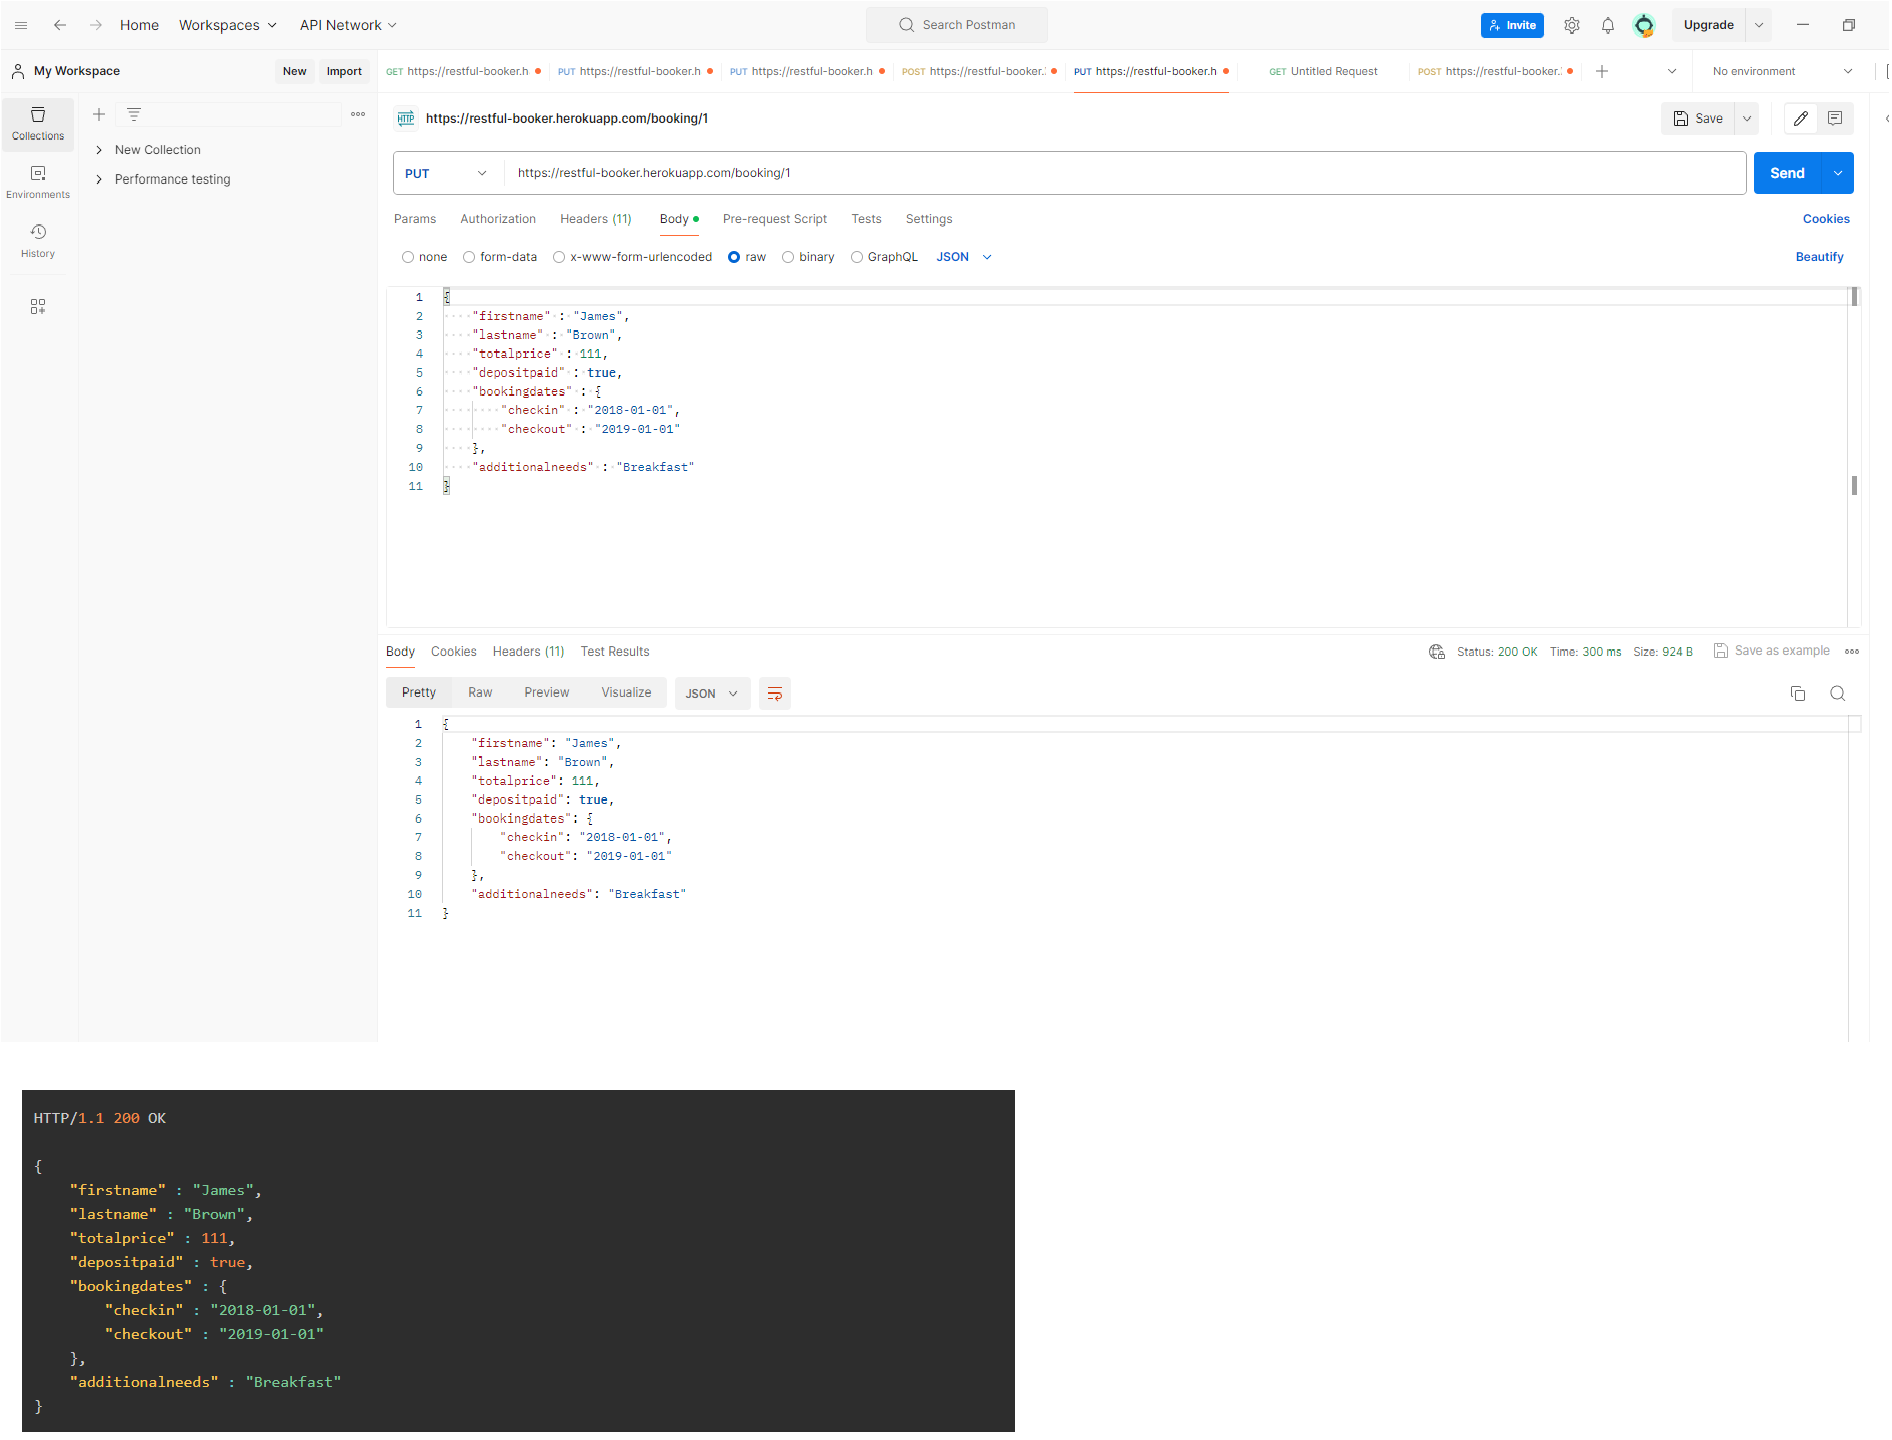 Home Workspaces API Network Search Postman Invite Upgrade
My Workspace New Import GET https://restful-booker.h PUT https://restful-booker.h PUT https://restful-booker.h POST https://restful-booker. PUT https://restful-booker.h GET Untitled Request POST https://restful-booker. No environment
Collections
Environments
History
New Collection
Performance testing
HTTP https://restful-booker.herokuapp.com/booking/1 Save
PUT https://restful-booker.herokuapp.com/booking/1 Send
Params Authorization Headers (11) Body Pre-request Script Tests Settings Cookies
none form-data x-www-form-urlencoded raw binary GraphQL JSON Beautify
1 {
2 "firstname" : "James",
3 "lastname" : "Brown",
4 "totalprice" : 111,
5 "depositpaid" : true,
6 "bookingdates" : {
7 "checkin" : "2018-01-01",
8 "checkout" : "2019-01-01"
9 },
10 "additionalneeds" : "Breakfast"
11 }
Body Cookies Headers (11) Test Results Status: 200 OK Time: 300 ms Size: 924 B Save as example
Pretty Raw Preview Visualize JSON
1 {
2 "firstname": "James",
3 "lastname": "Brown",
4 "totalprice": 111,
5 "depositpaid": true,
6 "bookingdates": {
7 "checkin": "2018-01-01",
8 "checkout": "2019-01-01"
9 },
10 "additionalneeds": "Breakfast"
11 }
HTTP/1.1 200 OK
{
"firstname" : "James",
"lastname" : "Brown",
"totalprice" : 111,
"depositpaid" : true,
"bookingdates" : {
"checkin" : "2018-01-01",
"checkout" : "2019-01-01"
},
"additionalneeds" : "Breakfast"
}